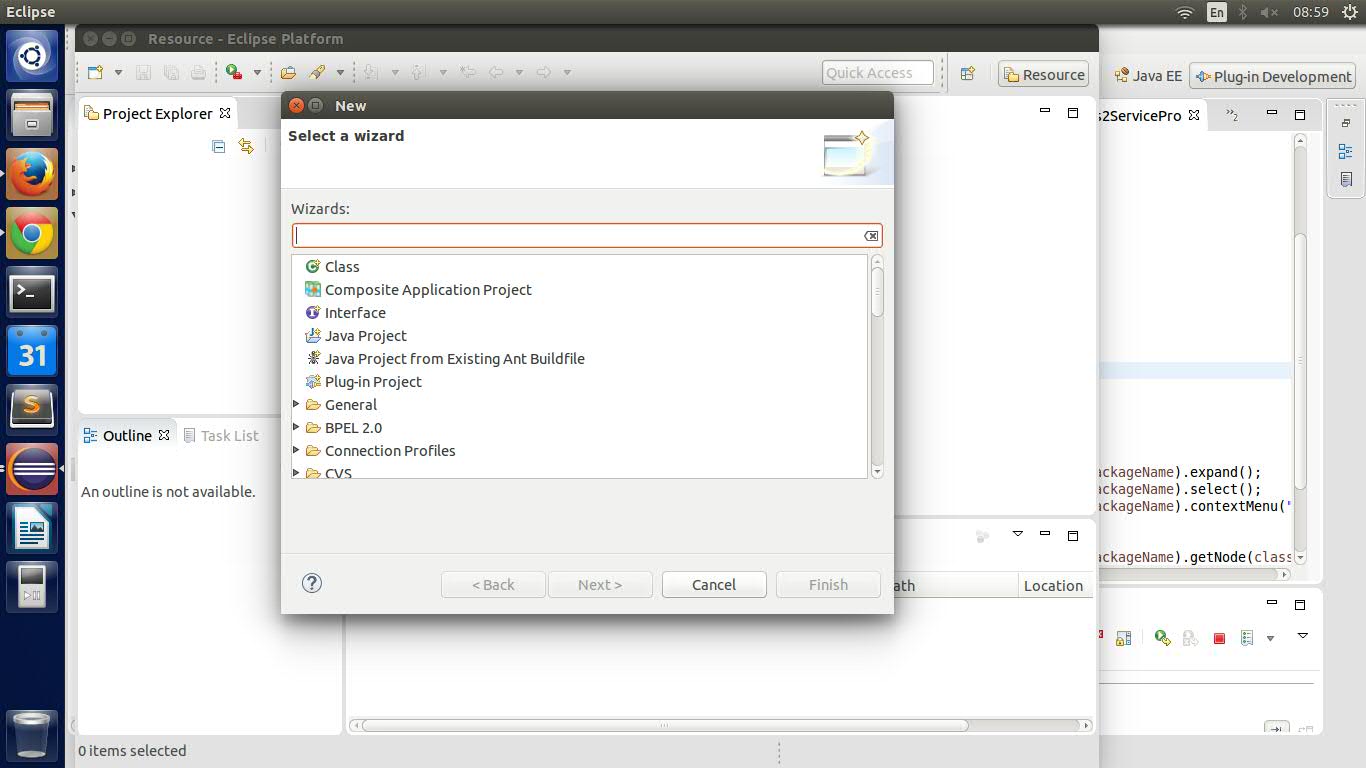 Eclipse
En
08:59
Resource - Eclipse Platform
Quick Access
Resource
Java EE
Plug-in Development
Project Explorer
New
Select a wizard
s2ServicePro
2
Wizards:
Class
Composite Application Project
Interface
Java Project
Java Project from Existing Ant Buildfile
Plug-in Project
General
BPEL 2.0
Connection Profiles
CVS
31
Outline
Task List
An outline is not available.
ackageName).expand();
ackageName).select();
ackageName).contextMenu("
ackageName).getNode(class
< Back
Next >
Cancel
Finish
ath
Location
0 items selected